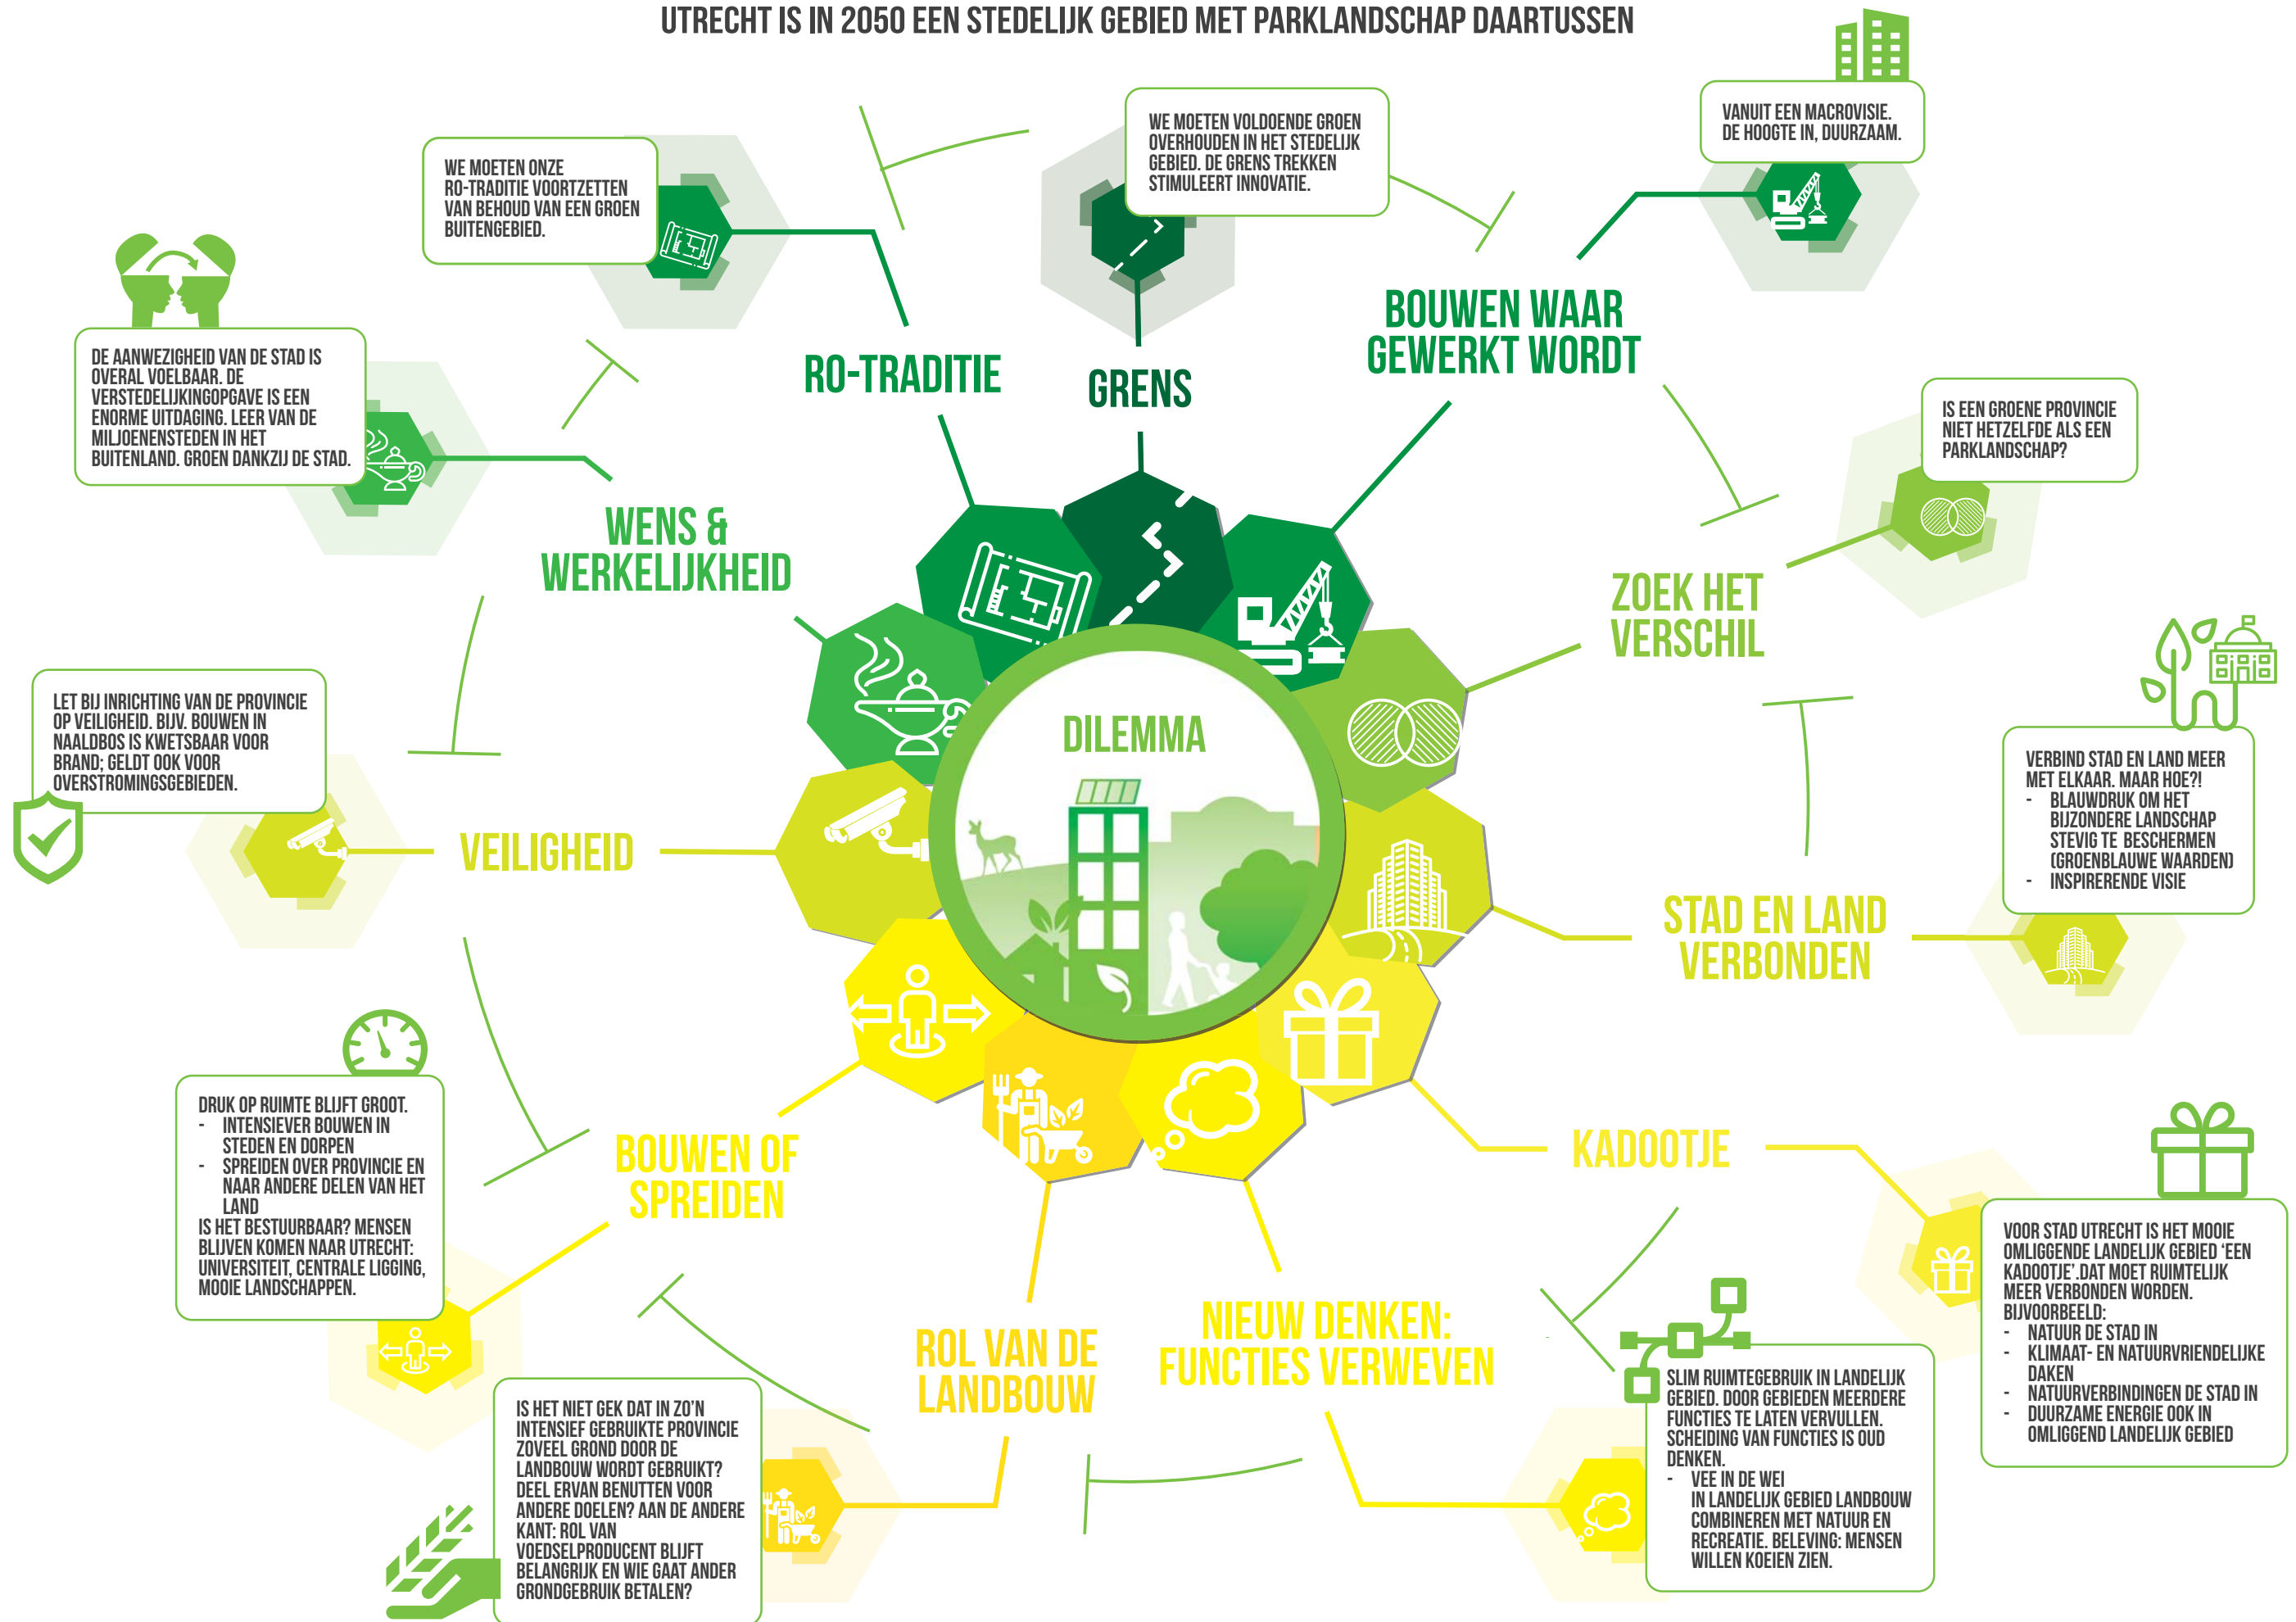 UTRECHT IS IN 2050 EEN STEDELIJK GEBIED MET PARKLANDSCHAP DAARTUSSEN
WE MOETEN VOLDOENDE GROEN
OVERHOUDEN IN HET STEDELIJK
GEBIED. DE GRENS TREKKEN
STIMULEERT INNOVATIE.
GRENS
VANUIT EEN MACROVISIE.
DE HOOGTE IN, DUURZAAM.
BOUWEN WAAR
GEWERKT WORDT
IS EEN GROENE PROVINCIE
NIET HETZELFDE ALS EEN
PARKLANDSCHAP?
ZOEK HET
VERSCHIL
VERBIND STAD EN LAND MEER
MET ELKAAR. MAAR HOE?!
- BLAUWDRUK OM HET
BIJZONDERE LANDSCHAP
STEVIG TE BESCHERMEN
(GROENBLAUWE WAARDEN)
- INSPIRERENDE VISIE
STAD EN LAND
VERBONDEN
KADOOTJE
VOOR STAD UTRECHT IS HET MOOIE
OMLIGGENDE LANDELIJK GEBIED ‘EEN
KADOOTJE’.DAT MOET RUIMTELIJK
MEER VERBONDEN WORDEN.
BIJVOORBEELD:
- NATUUR DE STAD IN
- KLIMAAT- EN NATUURVRIENDELIJKE
DAKEN
- NATUURVERBINDINGEN DE STAD IN
- DUURZAME ENERGIE OOK IN
OMLIGGEND LANDELIJK GEBIED
NIEUW DENKEN:
FUNCTIES VERWEVEN
SLIM RUIMTEGEBRUIK IN LANDELIJK
GEBIED. DOOR GEBIEDEN MEERDERE
FUNCTIES TE LATEN VERVULLEN.
SCHEIDING VAN FUNCTIES IS OUD
DENKEN.
- VEE IN DE WEI
IN LANDELIJK GEBIED LANDBOUW
COMBINEREN MET NATUUR EN
RECREATIE. BELEVING: MENSEN
WILLEN KOEIEN ZIEN.
ROL VAN DE
LANDBOUW
IS HET NIET GEK DAT IN ZO’N
INTENSIEF GEBRUIKTE PROVINCIE
ZOVEEL GROND DOOR DE
LANDBOUW WORDT GEBRUIKT?
DEEL ERVAN BENUTTEN VOOR
ANDERE DOELEN? AAN DE ANDERE
KANT: ROL VAN
VOEDSELPRODUCENT BLIJFT
BELANGRIJK EN WIE GAAT ANDER
GRONDGEBRUIK BETALEN?
BOUWEN OF
SPREIDEN
DRUK OP RUIMTE BLIJFT GROOT.
- INTENSIEVER BOUWEN IN
STEDEN EN DORPEN
- SPREIDEN OVER PROVINCIE EN
NAAR ANDERE DELEN VAN HET
LAND
IS HET BESTUURBAAR? MENSEN
BLIJVEN KOMEN NAAR UTRECHT:
UNIVERSITEIT, CENTRALE LIGGING,
MOOIE LANDSCHAPPEN.
VEILIGHEID
LET BIJ INRICHTING VAN DE PROVINCIE
OP VEILIGHEID. BIJV. BOUWEN IN
NAALDBOS IS KWETSBAAR VOOR
BRAND; GELDT OOK VOOR
OVERSTROMINGSGEBIEDEN.
WENS &
WERKELIJKHEID
DE AANWEZIGHEID VAN DE STAD IS
OVERAL VOELBAAR. DE
VERSTEDELIJKINGOPGAVE IS EEN
ENORME UITDAGING. LEER VAN DE
MILJOENENSTEDEN IN HET
BUITENLAND. GROEN DANKZIJ DE STAD.
RO-TRADITIE
WE MOETEN ONZE
RO-TRADITIE VOORTZETTEN
VAN BEHOUD VAN EEN GROEN
BUITENGEBIED.
DILEMMA